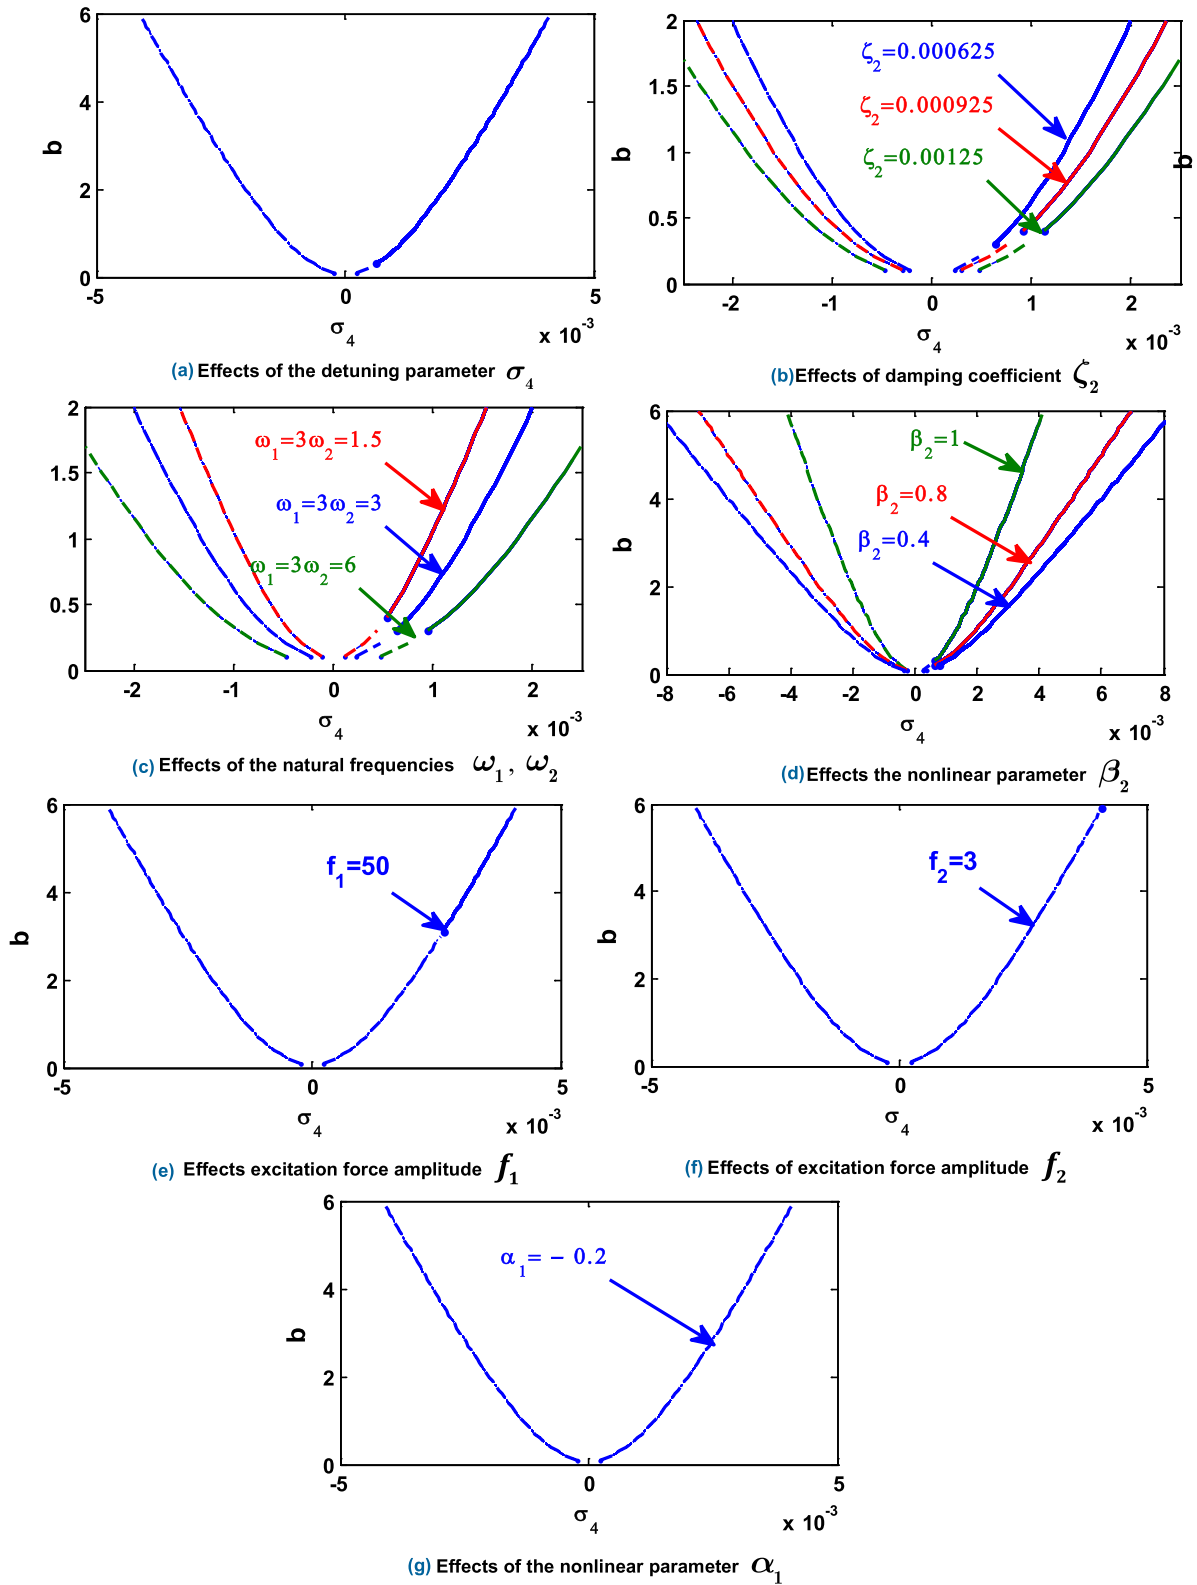 6
4
b
2
0
-5 0 5
σ4
x 10-3
(a) Effects of the detuning parameter σ4
2
ζ2=0.000625
1.5
ζ2=0.000925
b
1
ζ2=0.00125
b
0.5
0
-2 -1 0 1 2
σ4
x 10-3
(b)Effects of damping coefficient ζ2
2
ω1=3ω2=1.5
1.5
ω1=3ω2=3
1
ω1=3ω2=6
0.5
0
-2 -1 0 1 2
σ4
x 10-3
(c) Effects of the natural frequencies ω1, ω2
6
β2=1
4
β2=0.8
b
β2=0.4
2
0
-8 -6 -4 -2 0 2 4 6 8
σ4
x 10-3
(d)Effects the nonlinear parameter β2
6
f1=50
4
b
2
0
-5 0 5
σ4
x 10-3
(e) Effects excitation force amplitude f1
6
f2=3
4
b
2
0
-5 0 5
σ4
x 10-3
(f) Effects of excitation force amplitude f2
6
α1= − 0.2
4
b
2
0
-5 0 5
σ4
x 10-3
(g) Effects of the nonlinear parameter α1